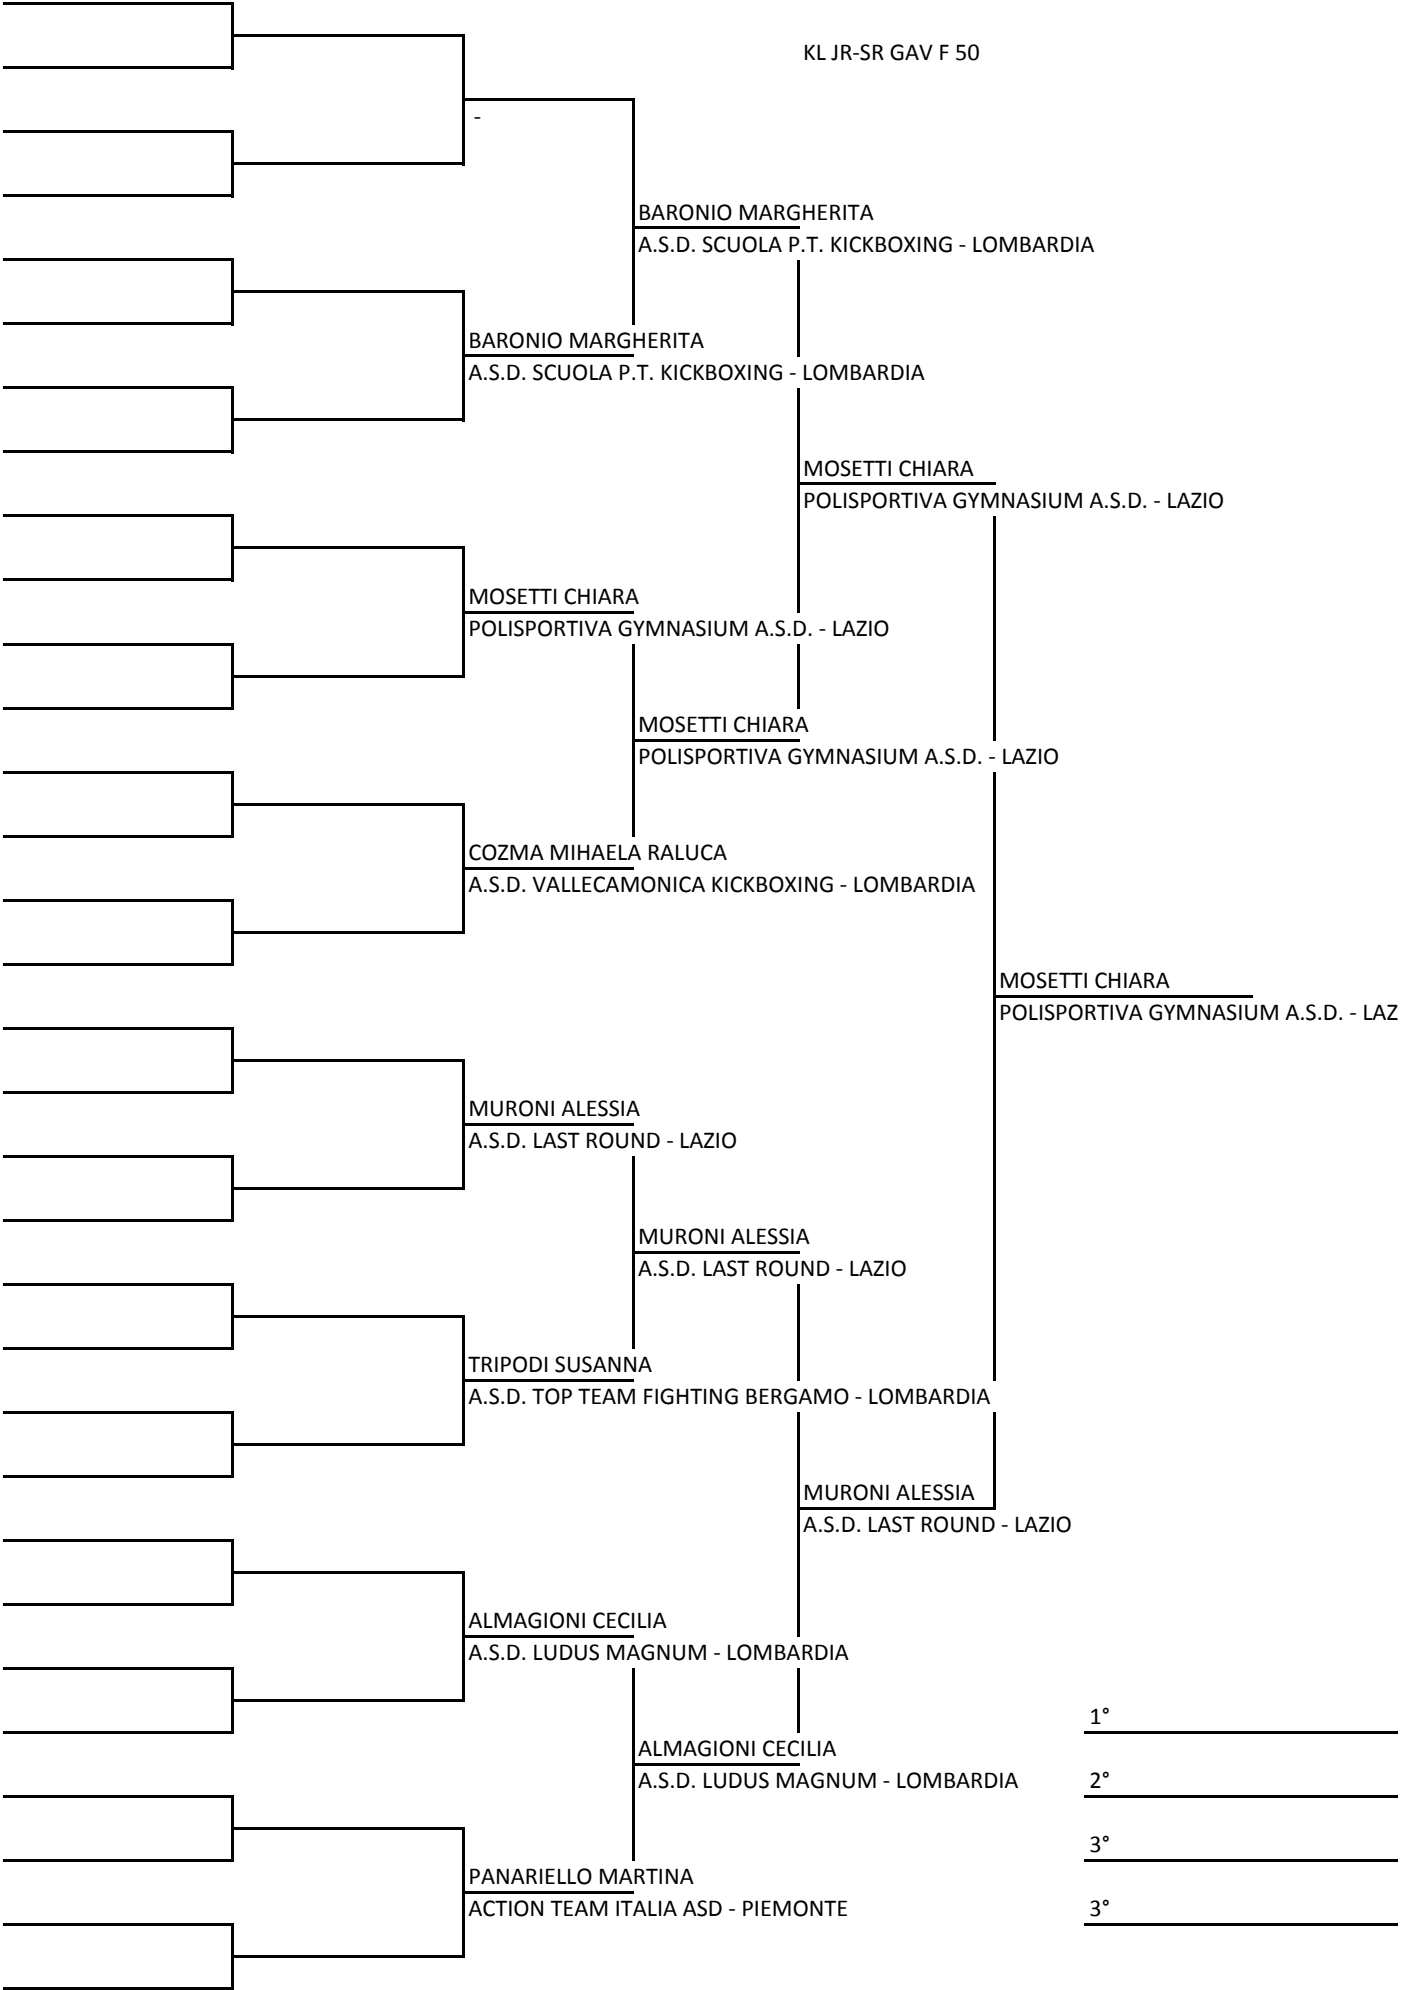 KL JR-SR GAV F 50
-
BARONIO MARGHERITA
A.S.D. SCUOLA P.T. KICKBOXING - LOMBARDIA
BARONIO MARGHERITA
A.S.D. SCUOLA P.T. KICKBOXING - LOMBARDIA
MOSETTI CHIARA
POLISPORTIVA GYMNASIUM A.S.D. - LAZIO
MOSETTI CHIARA
POLISPORTIVA GYMNASIUM A.S.D. - LAZIO
MOSETTI CHIARA
POLISPORTIVA GYMNASIUM A.S.D. - LAZIO
COZMA MIHAELA RALUCA
A.S.D. VALLECAMONICA KICKBOXING - LOMBARDIA
MOSETTI CHIARA
POLISPORTIVA GYMNASIUM A.S.D. - LAZ
MURONI ALESSIA
A.S.D. LAST ROUND - LAZIO
MURONI ALESSIA
A.S.D. LAST ROUND - LAZIO
TRIPODI SUSANNA
A.S.D. TOP TEAM FIGHTING BERGAMO - LOMBARDIA
MURONI ALESSIA
A.S.D. LAST ROUND - LAZIO
ALMAGIONI CECILIA
A.S.D. LUDUS MAGNUM - LOMBARDIA
1°
ALMAGIONI CECILIA
A.S.D. LUDUS MAGNUM - LOMBARDIA
2°
3°
PANARIELLO MARTINA
ACTION TEAM ITALIA ASD - PIEMONTE
3°